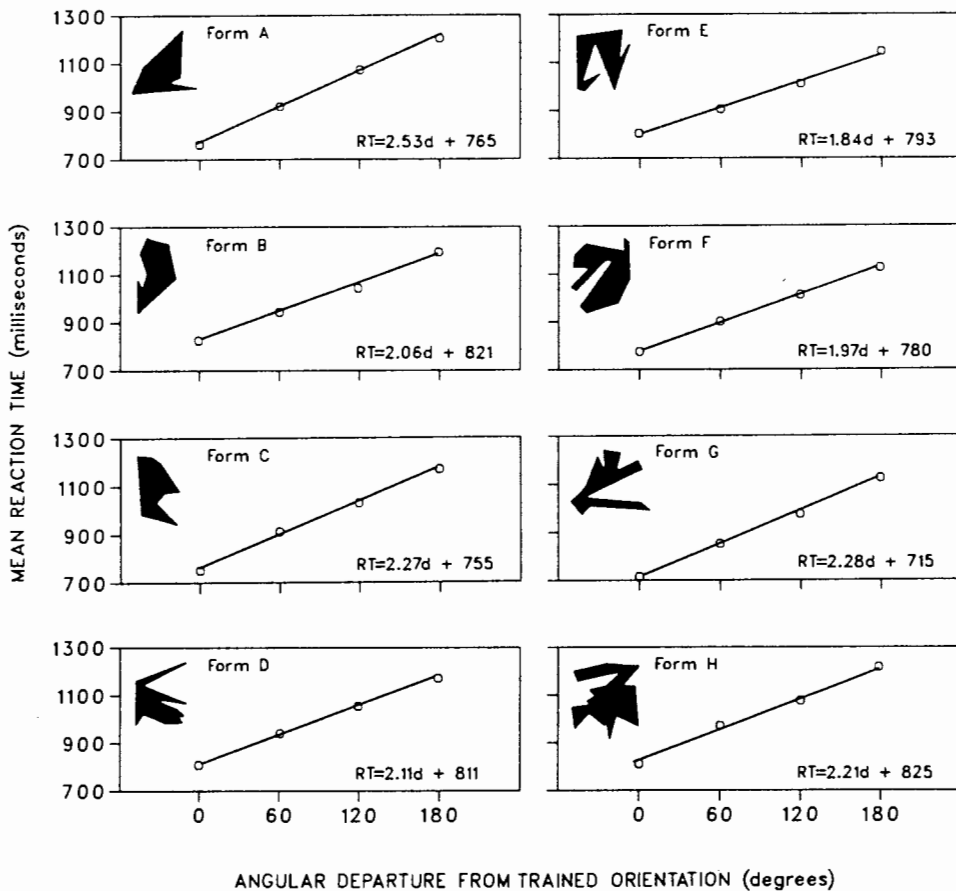 MEAN REACTION TIME (milliseconds)
1300
1100
900
700
Form A
RT=2.53d + 765
Form E
RT=1.84d + 793
1300
1100
900
700
Form B
RT=2.06d + 821
Form F
RT=1.97d + 780
1300
1100
900
700
Form C
RT=2.27d + 755
Form G
RT=2.28d + 715
1300
1100
900
700
Form D
RT=2.11d + 811
Form H
RT=2.21d + 825
0 60 120 180
0 60 120 180
ANGULAR DEPARTURE FROM TRAINED ORIENTATION (degrees)